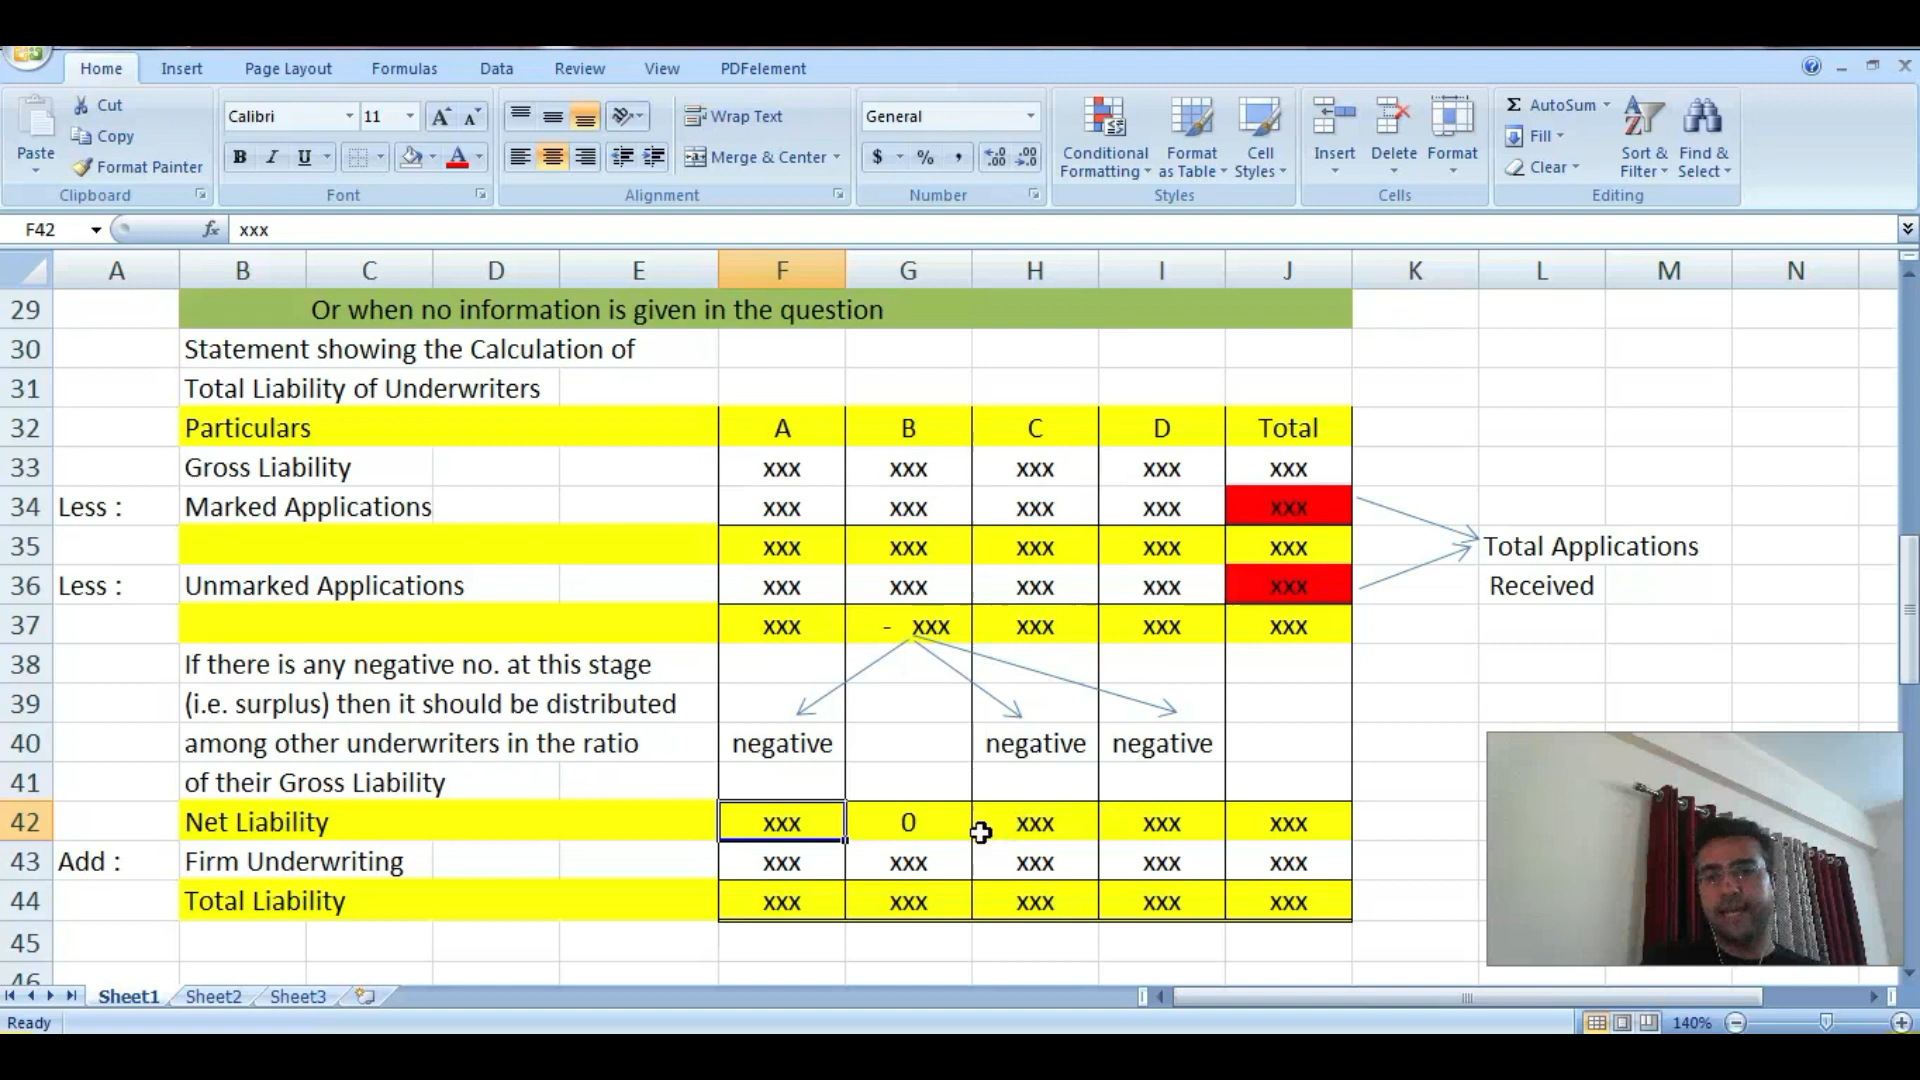 Home Insert Page Layout Formulas Data Review View PDFelement
Paste
Cut
Copy
Format Painter
Clipboard
Calibri 11
B I U
Font
Wrap Text
Merge & Center
Alignment
General
$ % ,
Number
Conditional Formatting
Format as Table
Cell Styles
Styles
Insert Delete Format
Cells
Σ AutoSum
Fill
Clear
Sort & Filter
Find & Select
Editing
F42 fx xxx
A B C D E F G H I J K L M N
29 Or when no information is given in the question
30 Statement showing the Calculation of
31 Total Liability of Underwriters
32 Particulars A B C D Total
33 Gross Liability xxx xxx xxx xxx xxx
34 Less : Marked Applications xxx xxx xxx xxx xxx
35 xxx xxx xxx xxx xxx Total Applications
36 Less : Unmarked Applications xxx xxx xxx xxx xxx Received
37 xxx - xxx xxx xxx xxx
38 If there is any negative no. at this stage
39 (i.e. surplus) then it should be distributed
40 among other underwriters in the ratio negative negative negative
41 of their Gross Liability
42 Net Liability xxx 0 xxx xxx xxx
43 Add : Firm Underwriting xxx xxx xxx xxx xxx
44 Total Liability xxx xxx xxx xxx xxx
45
46
Sheet1 Sheet2 Sheet3
Ready 140%